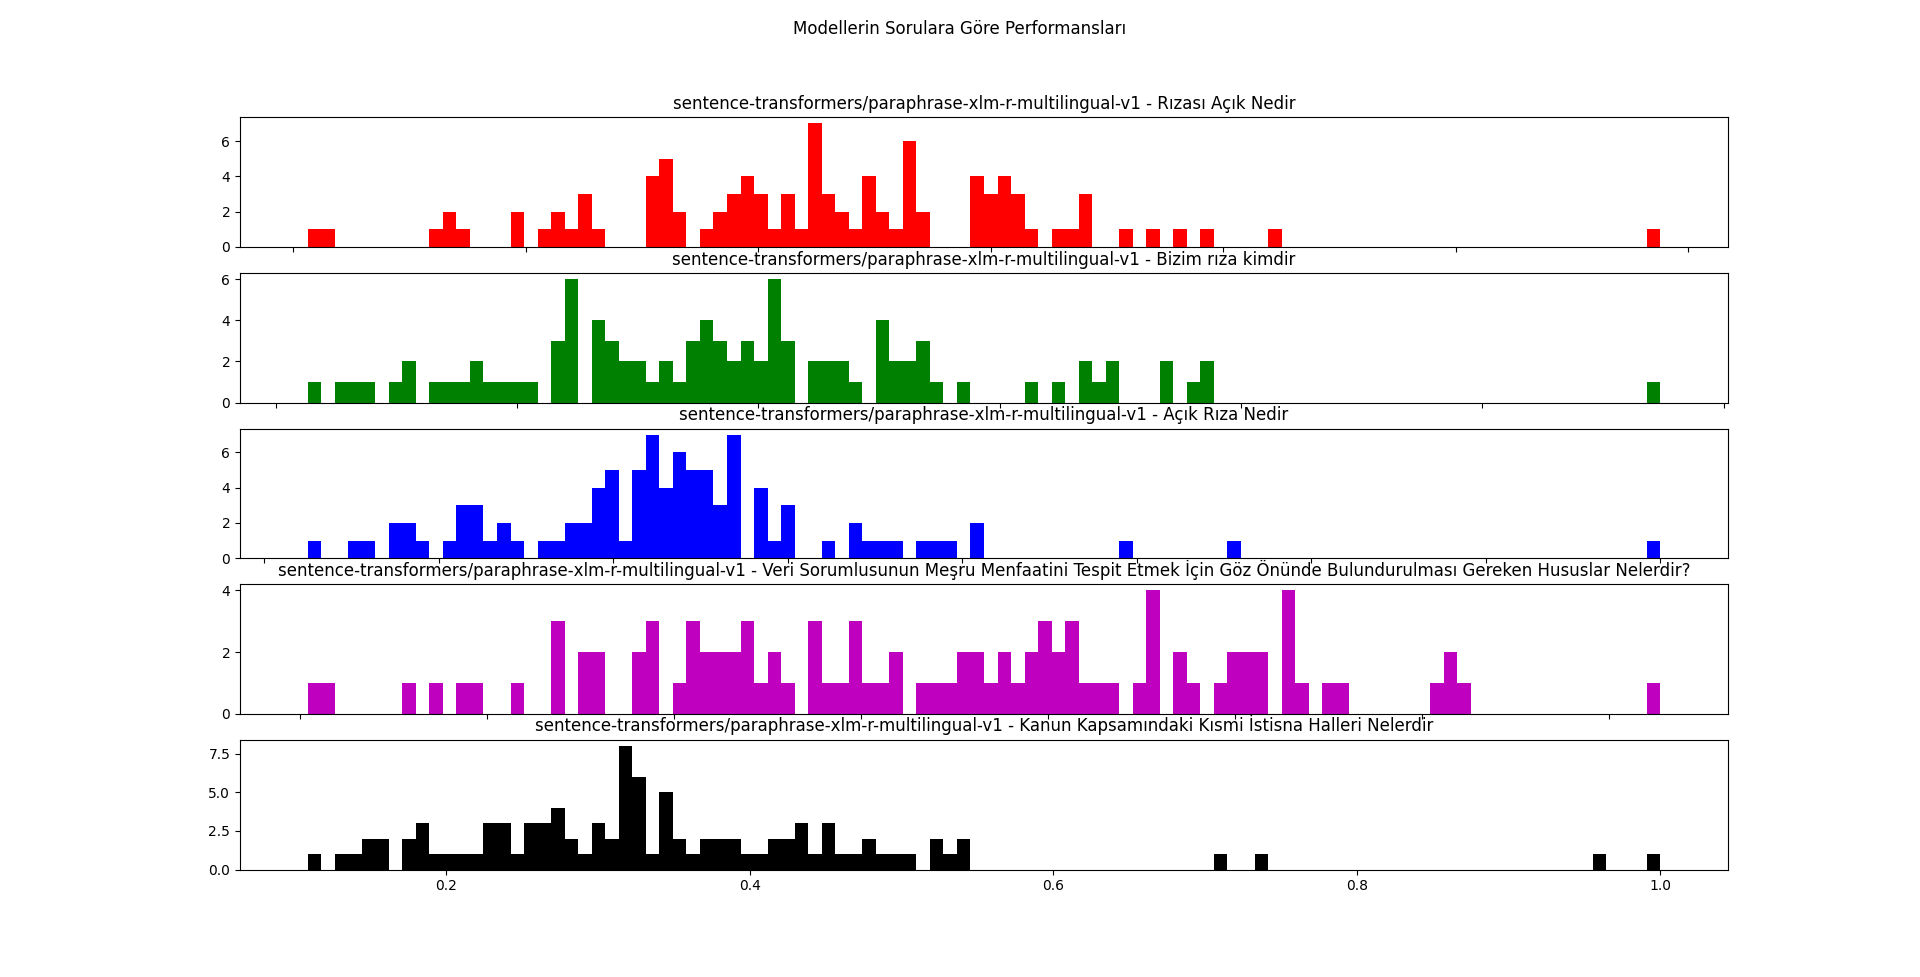 Modellerin Sorulara Göre Performansları
sentence-transformers/paraphrase-xlm-r-multilingual-v1 - Rızası Açık Nedir
6
4
2
0
sentence-transformers/paraphrase-xlm-r-multilingual-v1 - Bizim rıza kimdir
6
4
2
0
sentence-transformers/paraphrase-xlm-r-multilingual-v1 - Açık Rıza Nedir
6
4
2
0
sentence-transformers/paraphrase-xlm-r-multilingual-v1 - Veri Sorumlusunun Meşru Menfaatini Tespit Etmek İçin Göz Önünde Bulundurulması Gereken Hususlar Nelerdir?
4
2
0
sentence-transformers/paraphrase-xlm-r-multilingual-v1 - Kanun Kapsamındaki Kısmi İstisna Halleri Nelerdir
7.5
5.0
2.5
0.0
0.2 0.4 0.6 0.8 1.0